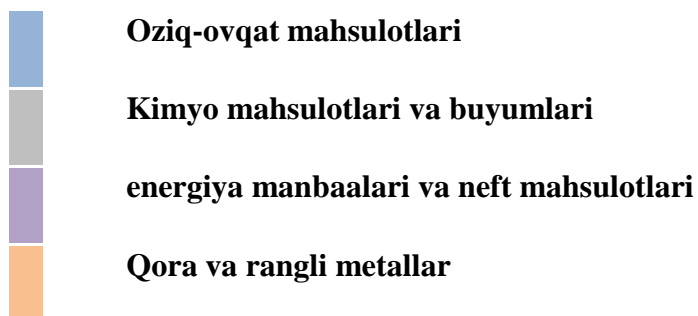 Oziq-ovqat mahsulotlari
Kimyo mahsulotlari va buyumlari
energiya manbaalari va neft mahsulotlari
Qora va rangli metallar